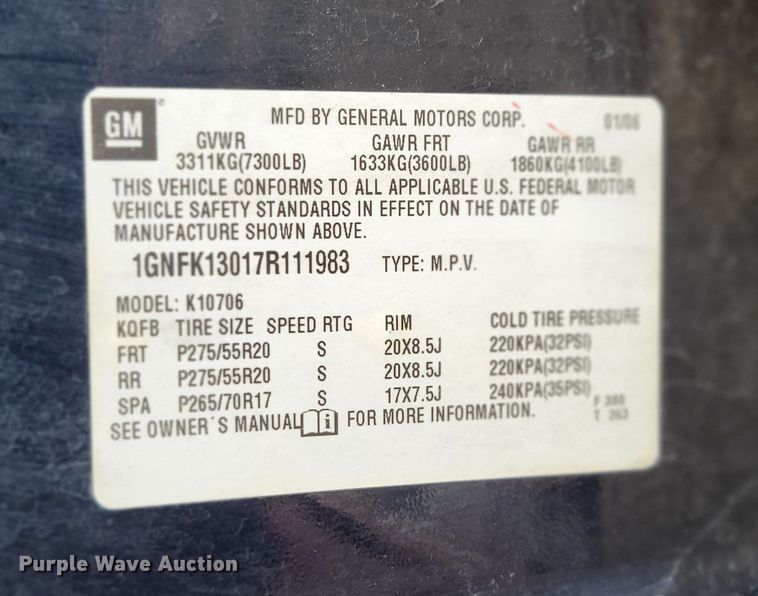 GM ®
MFD BY GENERAL MOTORS CORP. 01/06
GVWR GAWR FRT GAWR RR
3311KG(7300LB) 1633KG(3600LB) 1860KG(4100LB)
THIS VEHICLE CONFORMS TO ALL APPLICABLE U.S. FEDERAL MOTOR
VEHICLE SAFETY STANDARDS IN EFFECT ON THE DATE OF
MANUFACTURE SHOWN ABOVE.
1GNFK13017R111983 TYPE: M.P.V.
MODEL: K10706
KQFB TIRE SIZE SPEED RTG RIM COLD TIRE PRESSURE
FRT P275/55R20 S 20X8.5J 220KPA(32PSI)
RR P275/55R20 S 20X8.5J 220KPA(32PSI)
SPA P265/70R17 S 17X7.5J 240KPA(35PSI)
SEE OWNER´S MANUAL i FOR MORE INFORMATION.
F 388
T 363
Purple Wave Auction